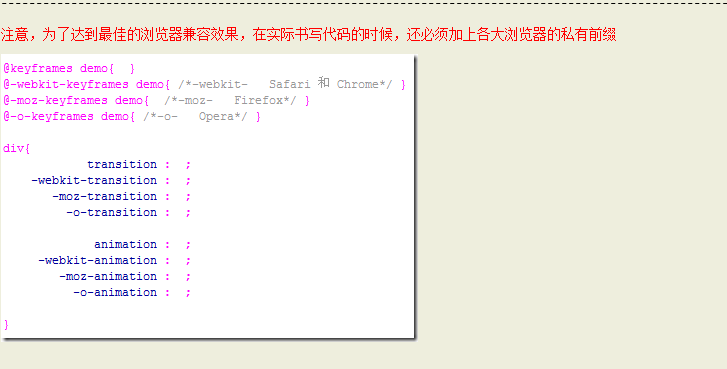 注意，为了达到最佳的浏览器兼容效果，在实际书写代码的时候，还必须加上各大浏览器的私有前缀
@keyframes demo{  }
@-webkit-keyframes demo{ /*-webkit-   Safari 和 Chrome*/ }
@-moz-keyframes demo{  /*-moz-   Firefox*/ }
@-o-keyframes demo{ /*-o-   Opera*/ }
div{
transition :  ;
-webkit-transition :  ;
-moz-transition :  ;
-o-transition :  ;
animation :  ;
-webkit-animation :  ;
-moz-animation :  ;
-o-animation :  ;
}